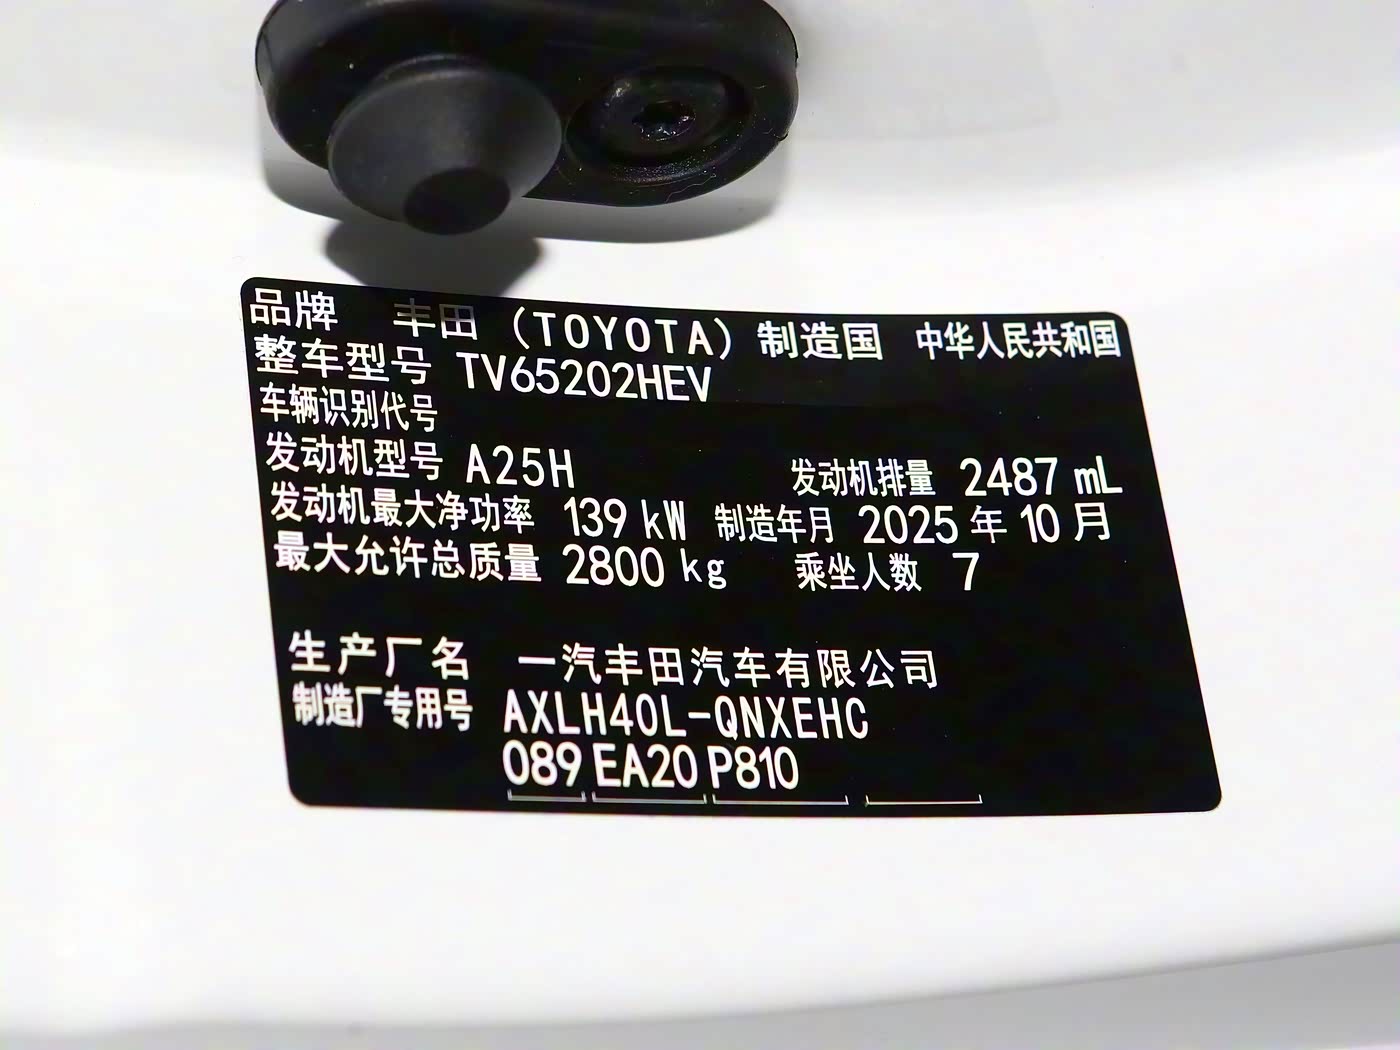 品牌 丰田 (TOYOTA) 制造国 中华人民共和国
整车型号 TV65202HEV
车辆识别代号
发动机型号 A25H 发动机排量 2487 mL
发动机最大净功率 139 kW 制造年月 2025 年 10 月
最大允许总质量 2800 kg 乘坐人数 7
生产厂名 一汽丰田汽车有限公司
制造厂专用号 AXLH40L-QNXEHC
089 EA20 P810